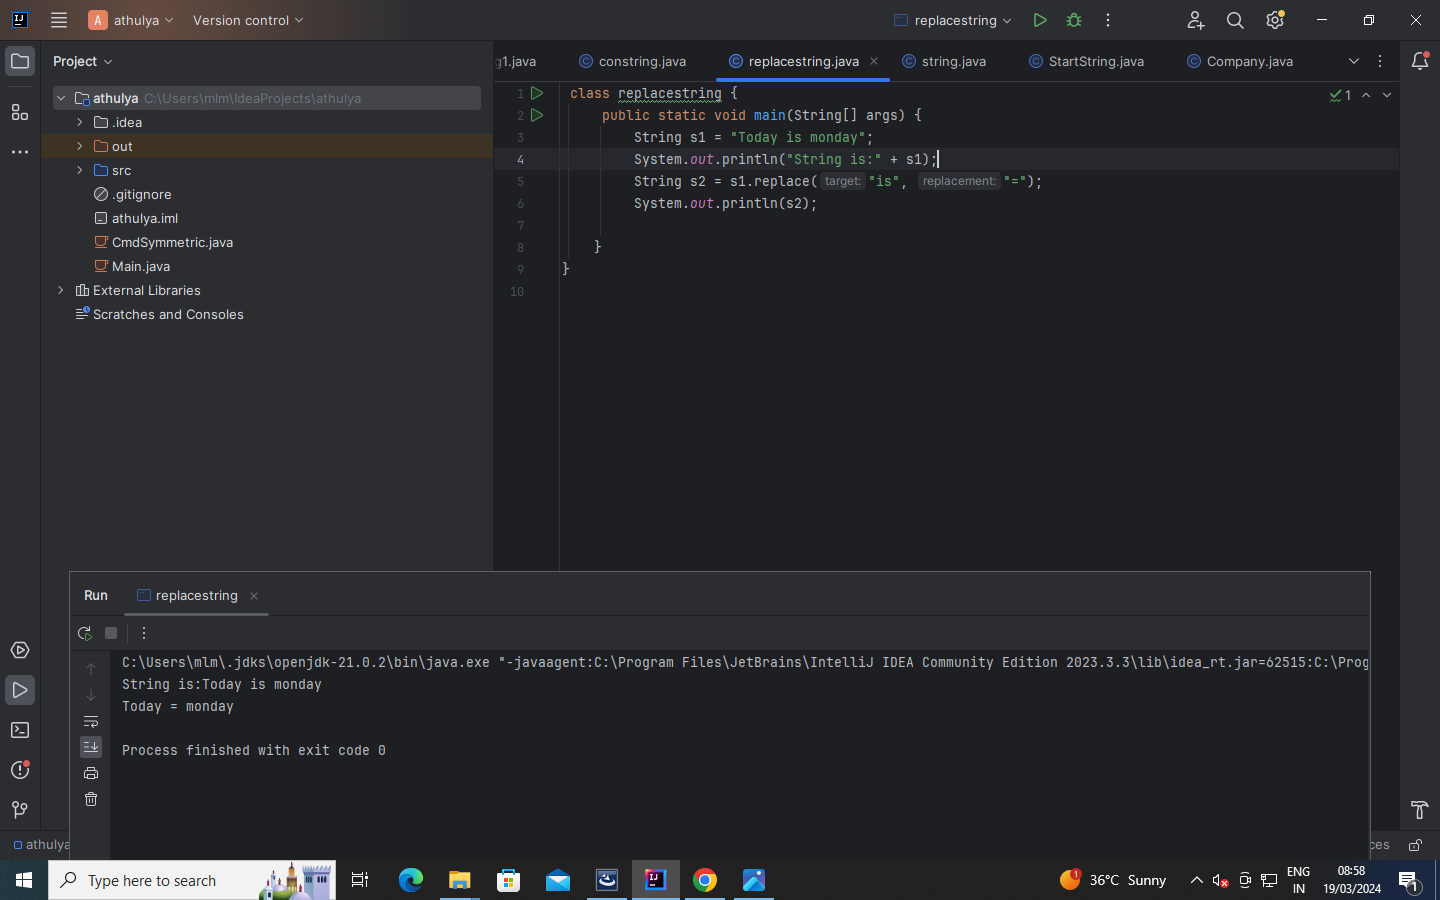 athulya
Version control
replacestring
Project
g1.java
constring.java
replacestring.java
string.java
StartString.java
Company.java
athulya C:\Users\mlm\IdeaProjects\athulya
.idea
out
src
.gitignore
athulya.iml
CmdSymmetric.java
Main.java
External Libraries
Scratches and Consoles
1 class replacestring {
2 public static void main(String[] args) {
3 String s1 = "Today is monday";
4 System.out.println("String is:" + s1);
5 String s2 = s1.replace( target: "is", replacement: "=");
6 System.out.println(s2);
7
8 }
9 }
10
1
Run
replacestring
C:\Users\mlm\.jdks\openjdk-21.0.2\bin\java.exe "-javaagent:C:\Program Files\JetBrains\IntelliJ IDEA Community Edition 2023.3.3\lib\idea_rt.jar=62515:C:\Prog
String is:Today is monday
Today = monday
Process finished with exit code 0
athulya
ces
Type here to search
1
36°C Sunny
ENG
IN
08:58
19/03/2024
1